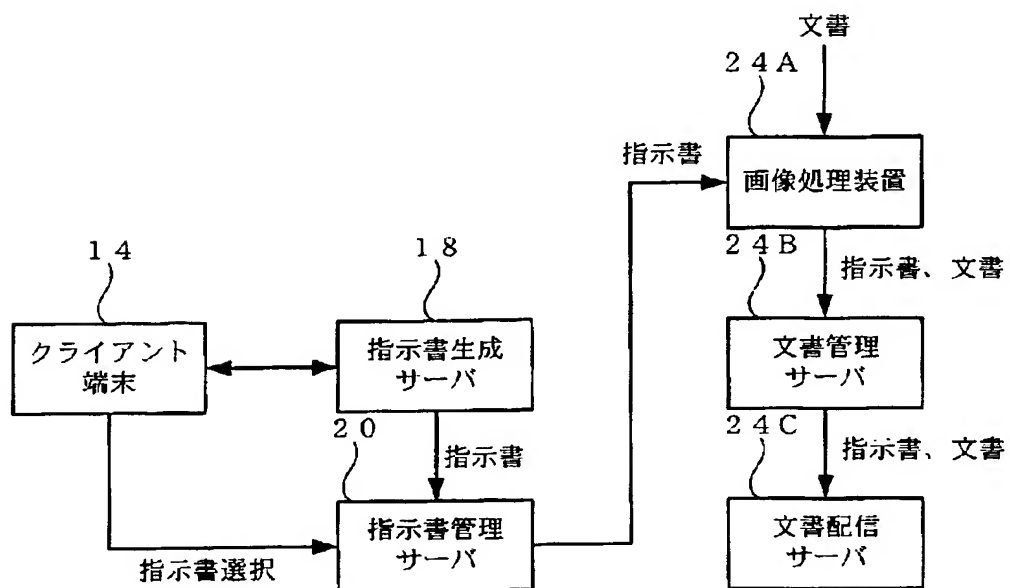 文書
２４Ａ
指示書
画像処理装置
１４
１８
２４Ｂ
指示書、文書
クライアント
端末
指示書生成
サーバ
文書管理
サーバ
２０
指示書
２４Ｃ
指示書、文書
指示書管理
サーバ
文書配信
サーバ
指示書選択